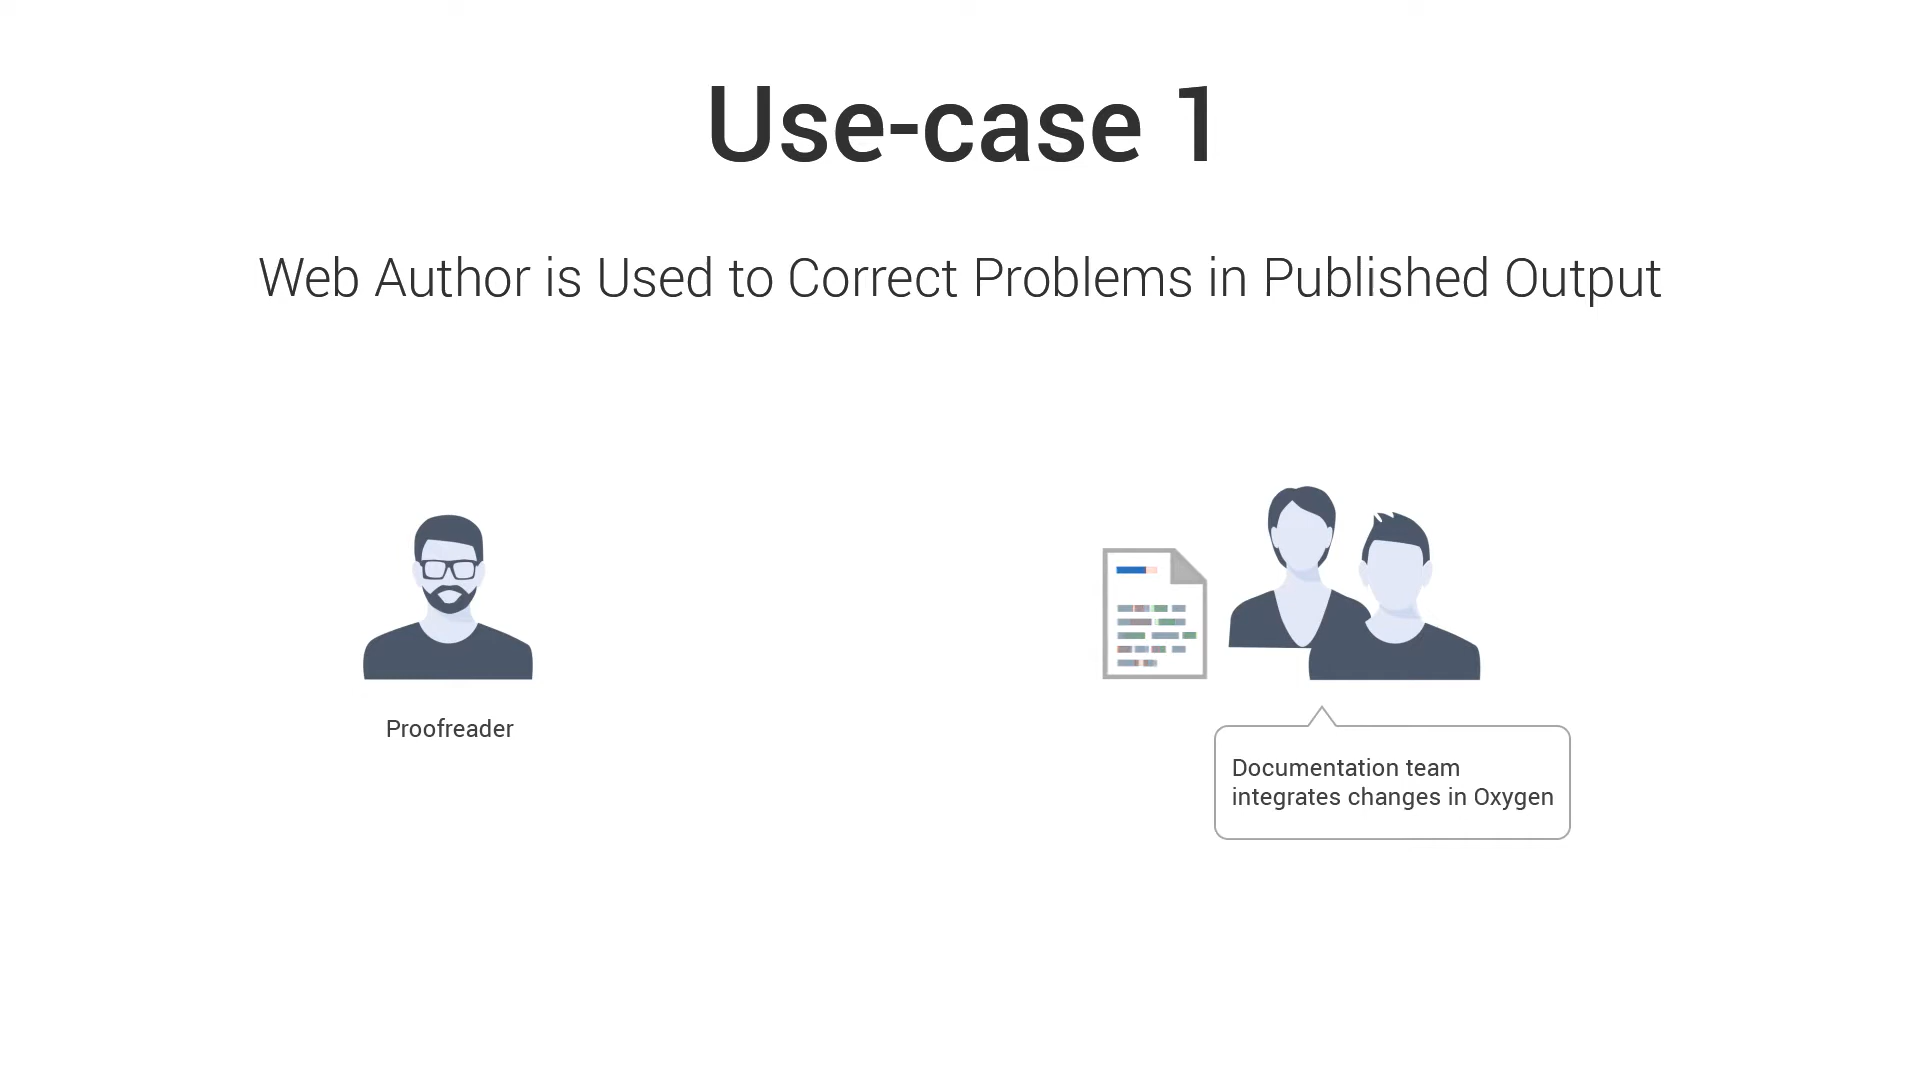 Use-case 1
Web Author is Used to Correct Problems in Published Output
Proofreader
Documentation team
integrates changes in Oxygen